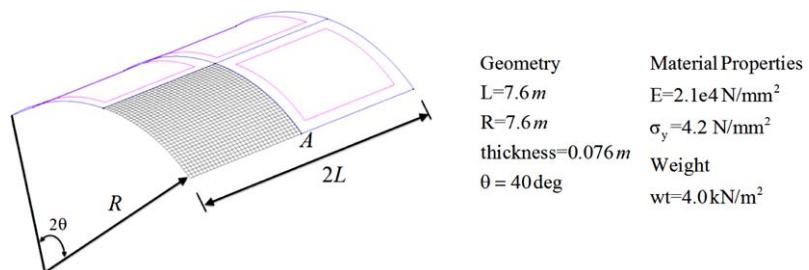 Geometry
L=7.6 m
R=7.6 m
thickness=0.076 m
θ = 40 deg
Material Properties
E=2.1e4 N/mm²
σ_y=4.2 N/mm²
Weight
wt=4.0 kN/m²
A
2L
R
2θ